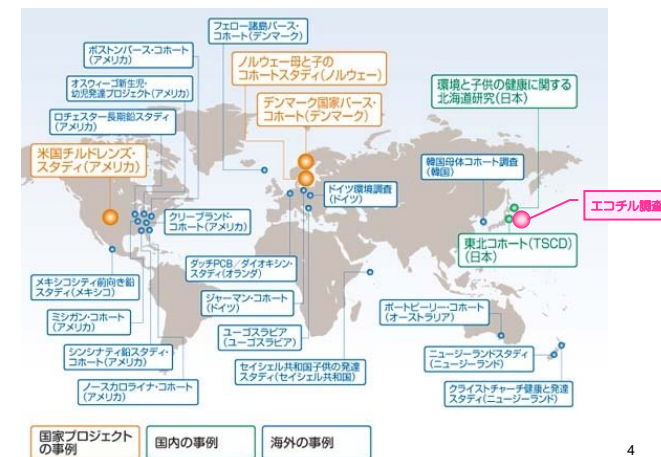 フェロー諸島バース・
コホート(デンマーク)
ボストンバース・コホート
(アメリカ)
ノルウェー母と子の
コホートスタディ(ノルウェー)
オスウィーゴ新生児・
幼児発達プロジェクト(アメリカ)
環境と子供の健康に関する
北海道研究(日本)
デンマーク国家バース・
コホート(デンマーク)
ロチェスター長期鉛スタディ
(アメリカ)
米国チルドレンズ・
スタディ(アメリカ)
韓国母体コホート調査
(韓国)
ドイツ環境調査
(ドイツ)
エコチル調査
クリーブランド・
コホート(アメリカ)
東北コホート(TSCD)
(日本)
ダッチPCB/ダイオキシン・
スタディ(オランダ)
メキシコシティ前向き鉛
スタディ(メキシコ)
ジャーマン・コホート
(ドイツ)
ポートピーリー・コホート
(オーストラリア)
ミシガン・コホート
(アメリカ)
ユーゴスラビア
(ユーゴスラビア)
シンシナティ鉛スタディ・
コホート(アメリカ)
ニュージーランドスタディ
(ニュージーランド)
セイシェル共和国子供の発達
スタディ(セイシェル共和国)
ノースカロライナ・コホート
(アメリカ)
クライストチャーチ健康と発達
スタディ(ニュージーランド)
国家プロジェクト
の事例
国内の事例
海外の事例
4